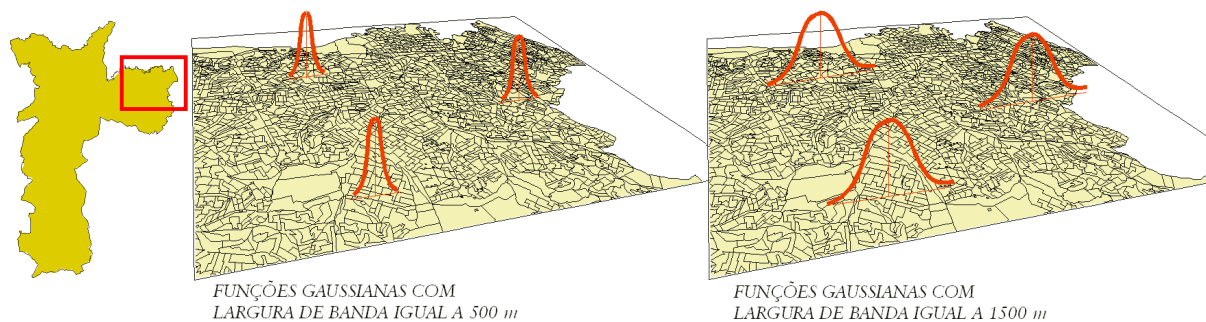 FUNÇÕES GAUSSIANAS COM
LARGURA DE BANDA IGUAL A 500 m
FUNÇÕES GAUSSIANAS COM
LARGURA DE BANDA IGUAL A 1500 m